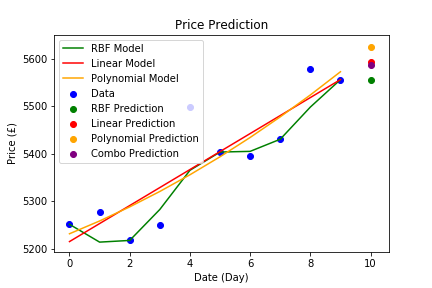 Price Prediction
Price (£)
5600
5500
5400
5300
5200
RBF Model
Linear Model
Polynomial Model
Data
RBF Prediction
Linear Prediction
Polynomial Prediction
Combo Prediction
0 2 4 6 8 10
Date (Day)